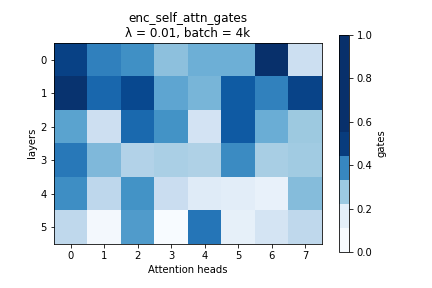 enc_self_attn_gates
λ = 0.01, batch = 4k
layers
0
1
2
3
4
5
0 1 2 3 4 5 6 7
Attention heads
1.0
0.8
0.6
0.4
0.2
0.0
gates